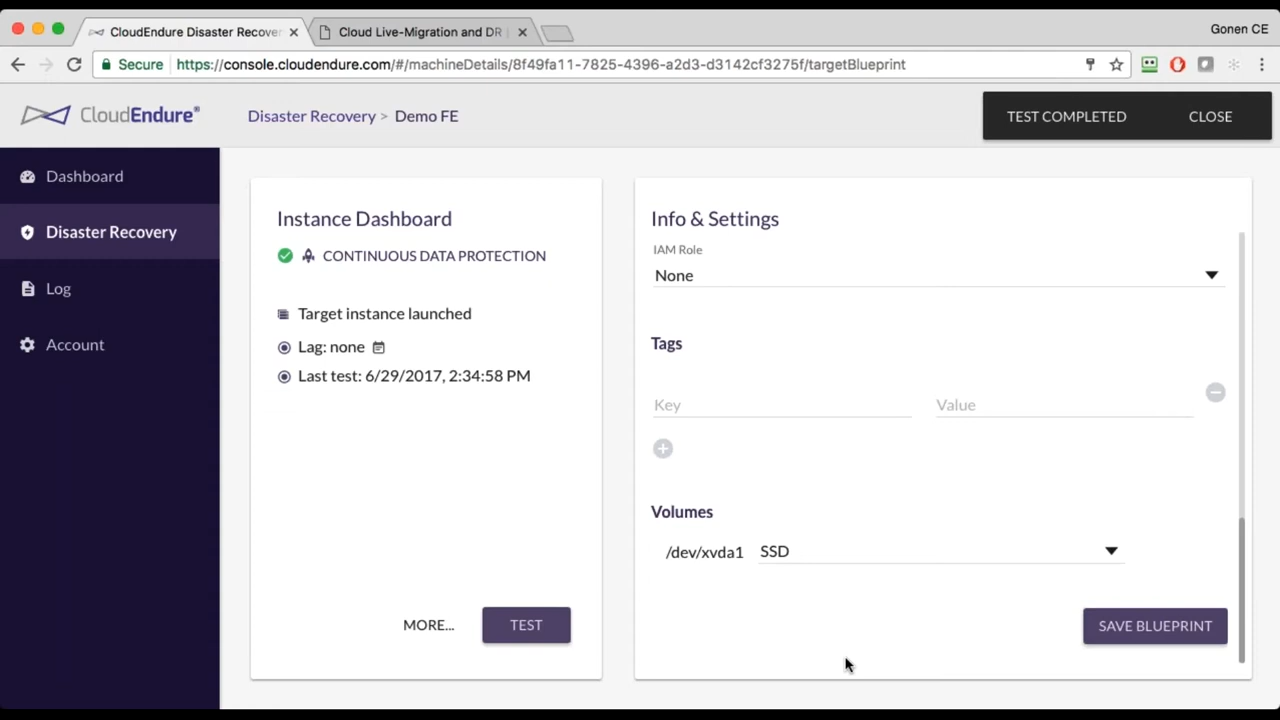 CloudEndure Disaster Recover
Cloud Live-Migration and DR
Gonen CE
Secure
https://console.cloudendure.com/#/machineDetails/8f49fa11-7825-4396-a2d3-d3142cf3275f/targetBlueprint
CloudEndure®
Disaster Recovery > Demo FE
TEST COMPLETED
CLOSE
Dashboard
Disaster Recovery
Log
Account
Instance Dashboard
CONTINUOUS DATA PROTECTION
Target instance launched
Lag: none
Last test: 6/29/2017, 2:34:58 PM
MORE...
TEST
Info & Settings
IAM Role
None
Tags
Key
Value
Volumes
/dev/xvda1
SSD
SAVE BLUEPRINT